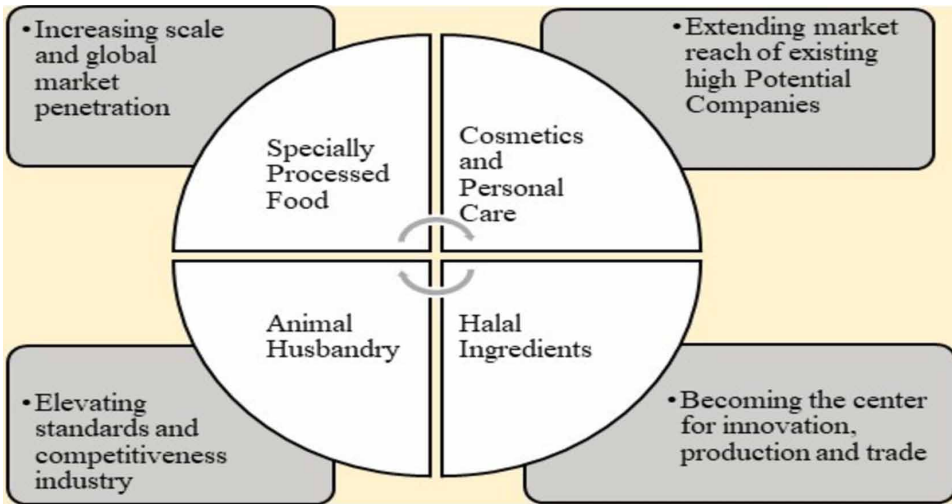 •Increasing scale
and global
market
penetration
•Extending market
reach of existing
high Potential
Companies
Specially
Processed
Food
Cosmetics
and
Personal
Care
Animal
Husbandry
Halal
Ingredients
•Elevating
standards and
competitiveness
industry
•Becoming the center
for innovation,
production and trade